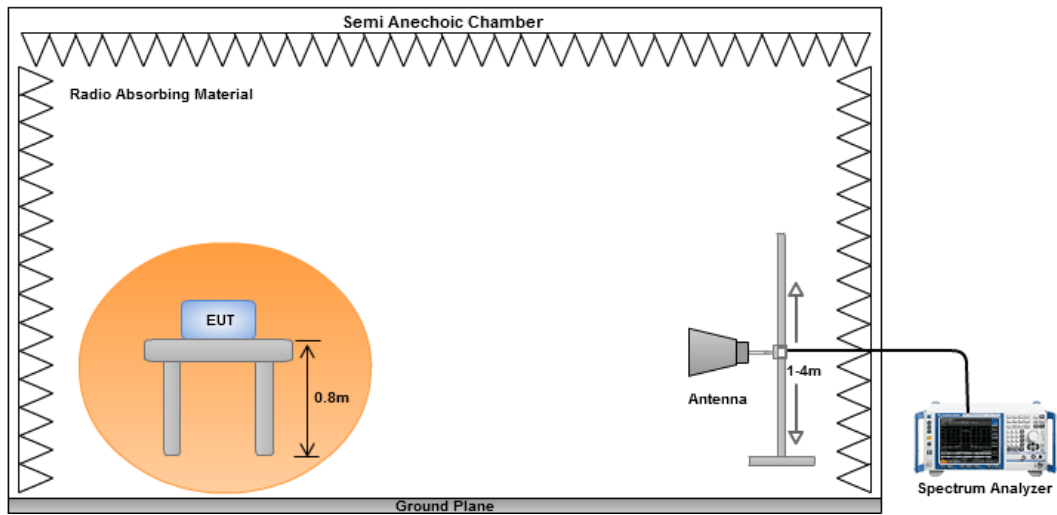 Semi Anechoic Chamber
Radio Absorbing Material
EUT
0.8m
1-4m
Antenna
Spectrum Analyzer
Ground Plane